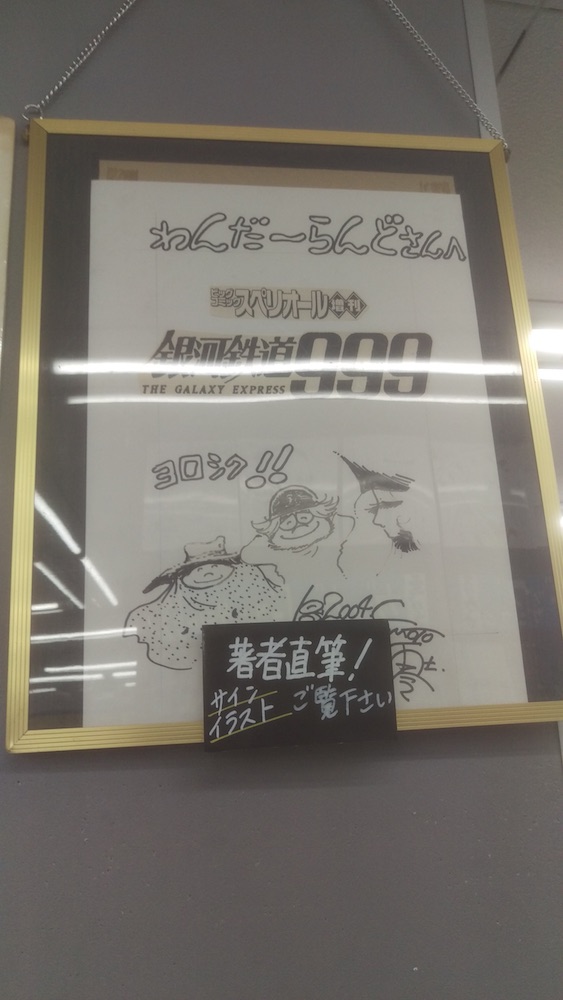 わんだーらんどさんへ
ビッグコミックスペリオール増刊
銀河鉄道999
THE GALAXY EXPRESS
ヨロシク!!
2004
著者直筆!
サイン
イラスト
ご覧下さい